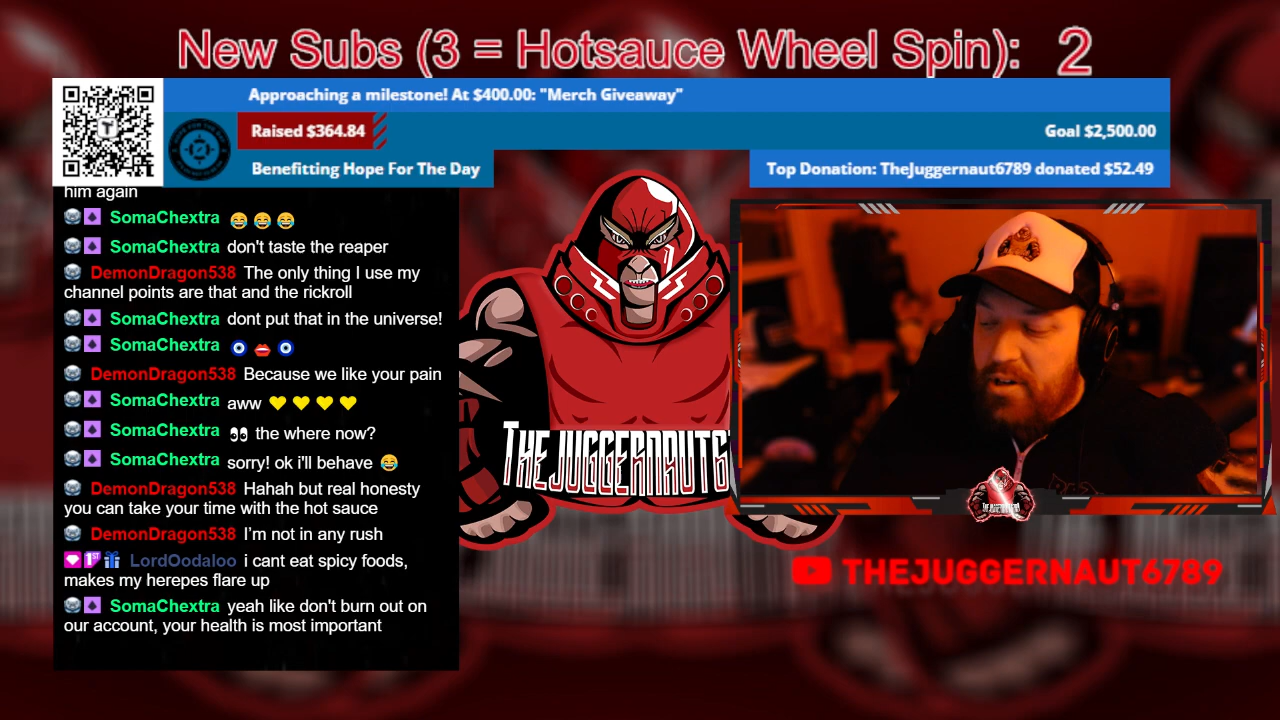 New Subs (3 = Hotsauce Wheel Spin): 2
Approaching a milestone! At $400.00: "Merch Giveaway"
Raised $364.84
Goal $2,500.00
Benefitting Hope For The Day
Top Donation: TheJuggernaut6789 donated $52.49
him again
SomaChextra 😂 😂 😂
SomaChextra don't taste the reaper
DemonDragon538 The only thing I use my
channel points are that and the rickroll
SomaChextra dont put that in the universe!
SomaChextra 🧿 👄 🧿
DemonDragon538 Because we like your pain
SomaChextra aww 💛 💛 💛 💛
SomaChextra 👀 the where now?
SomaChextra sorry! ok i'll behave 😂
DemonDragon538 Hahah but real honesty
you can take your time with the hot sauce
DemonDragon538 I'm not in any rush
1ST LordOodaloo i cant eat spicy foods,
makes my herepes flare up
SomaChextra yeah like don't burn out on
our account, your health is most important
THEJUGGERNAUT6
THEJUGGERNAUT6789